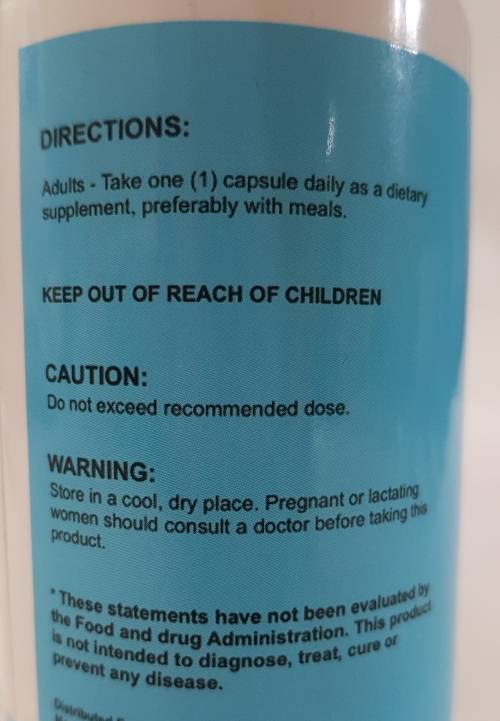 DIRECTIONS:
Adults - Take one (1) capsule daily as a dietary
supplement, preferably with meals.
KEEP OUT OF REACH OF CHILDREN
CAUTION:
Do not exceed recommended dose.
WARNING:
Store in a cool, dry place. Pregnant or lactating
women should consult a doctor before taking this
product.
*These statements have not been evaluated by
the Food and drug Administration. This product
is not intended to diagnose, treat, cure or
prevent any disease.
Distributed